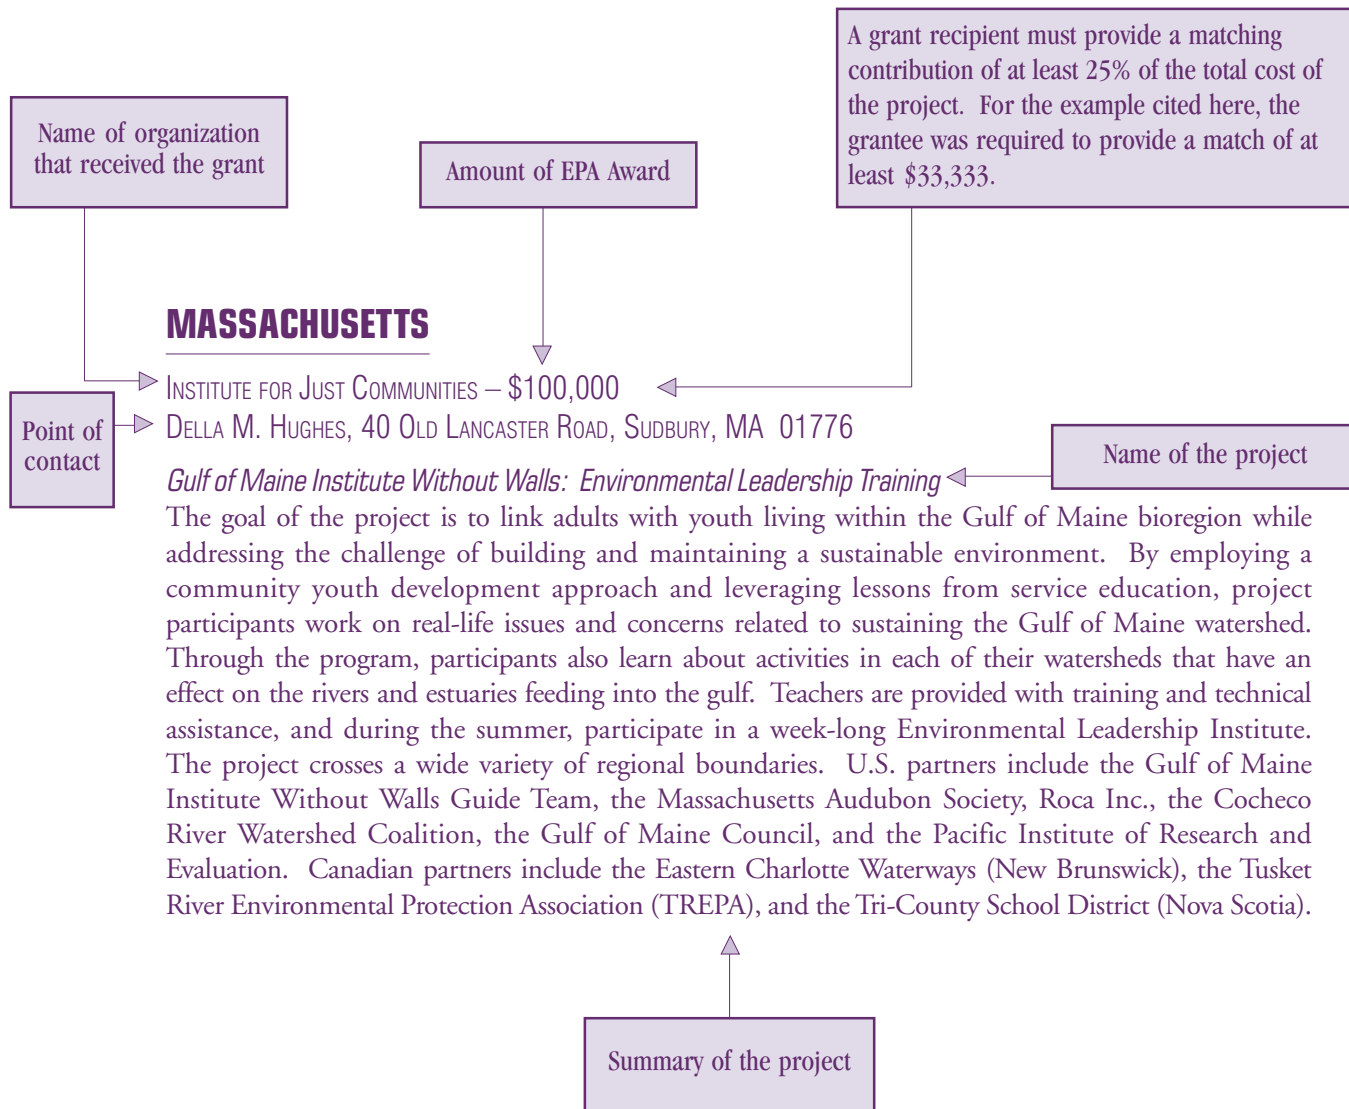 A grant recipient must provide a matching
contribution of at least 25% of the total cost of
the project. For the example cited here, the
grantee was required to provide a match of at
least $33,333.
Name of organization
that received the grant
Amount of EPA Award
MASSACHUSETTS
INSTITUTE FOR JUST COMMUNITIES – $100,000
Point of
contact
DELLA M. HUGHES, 40 OLD LANCASTER ROAD, SUDBURY, MA 01776
Name of the project
Gulf of Maine Institute Without Walls: Environmental Leadership Training
The goal of the project is to link adults with youth living within the Gulf of Maine bioregion while
addressing the challenge of building and maintaining a sustainable environment. By employing a
community youth development approach and leveraging lessons from service education, project
participants work on real-life issues and concerns related to sustaining the Gulf of Maine watershed.
Through the program, participants also learn about activities in each of their watersheds that have an
effect on the rivers and estuaries feeding into the gulf. Teachers are provided with training and technical
assistance, and during the summer, participate in a week-long Environmental Leadership Institute.
The project crosses a wide variety of regional boundaries. U.S. partners include the Gulf of Maine
Institute Without Walls Guide Team, the Massachusetts Audubon Society, Roca Inc., the Cocheco
River Watershed Coalition, the Gulf of Maine Council, and the Pacific Institute of Research and
Evaluation. Canadian partners include the Eastern Charlotte Waterways (New Brunswick), the Tusket
River Environmental Protection Association (TREPA), and the Tri-County School District (Nova Scotia).
Summary of the project